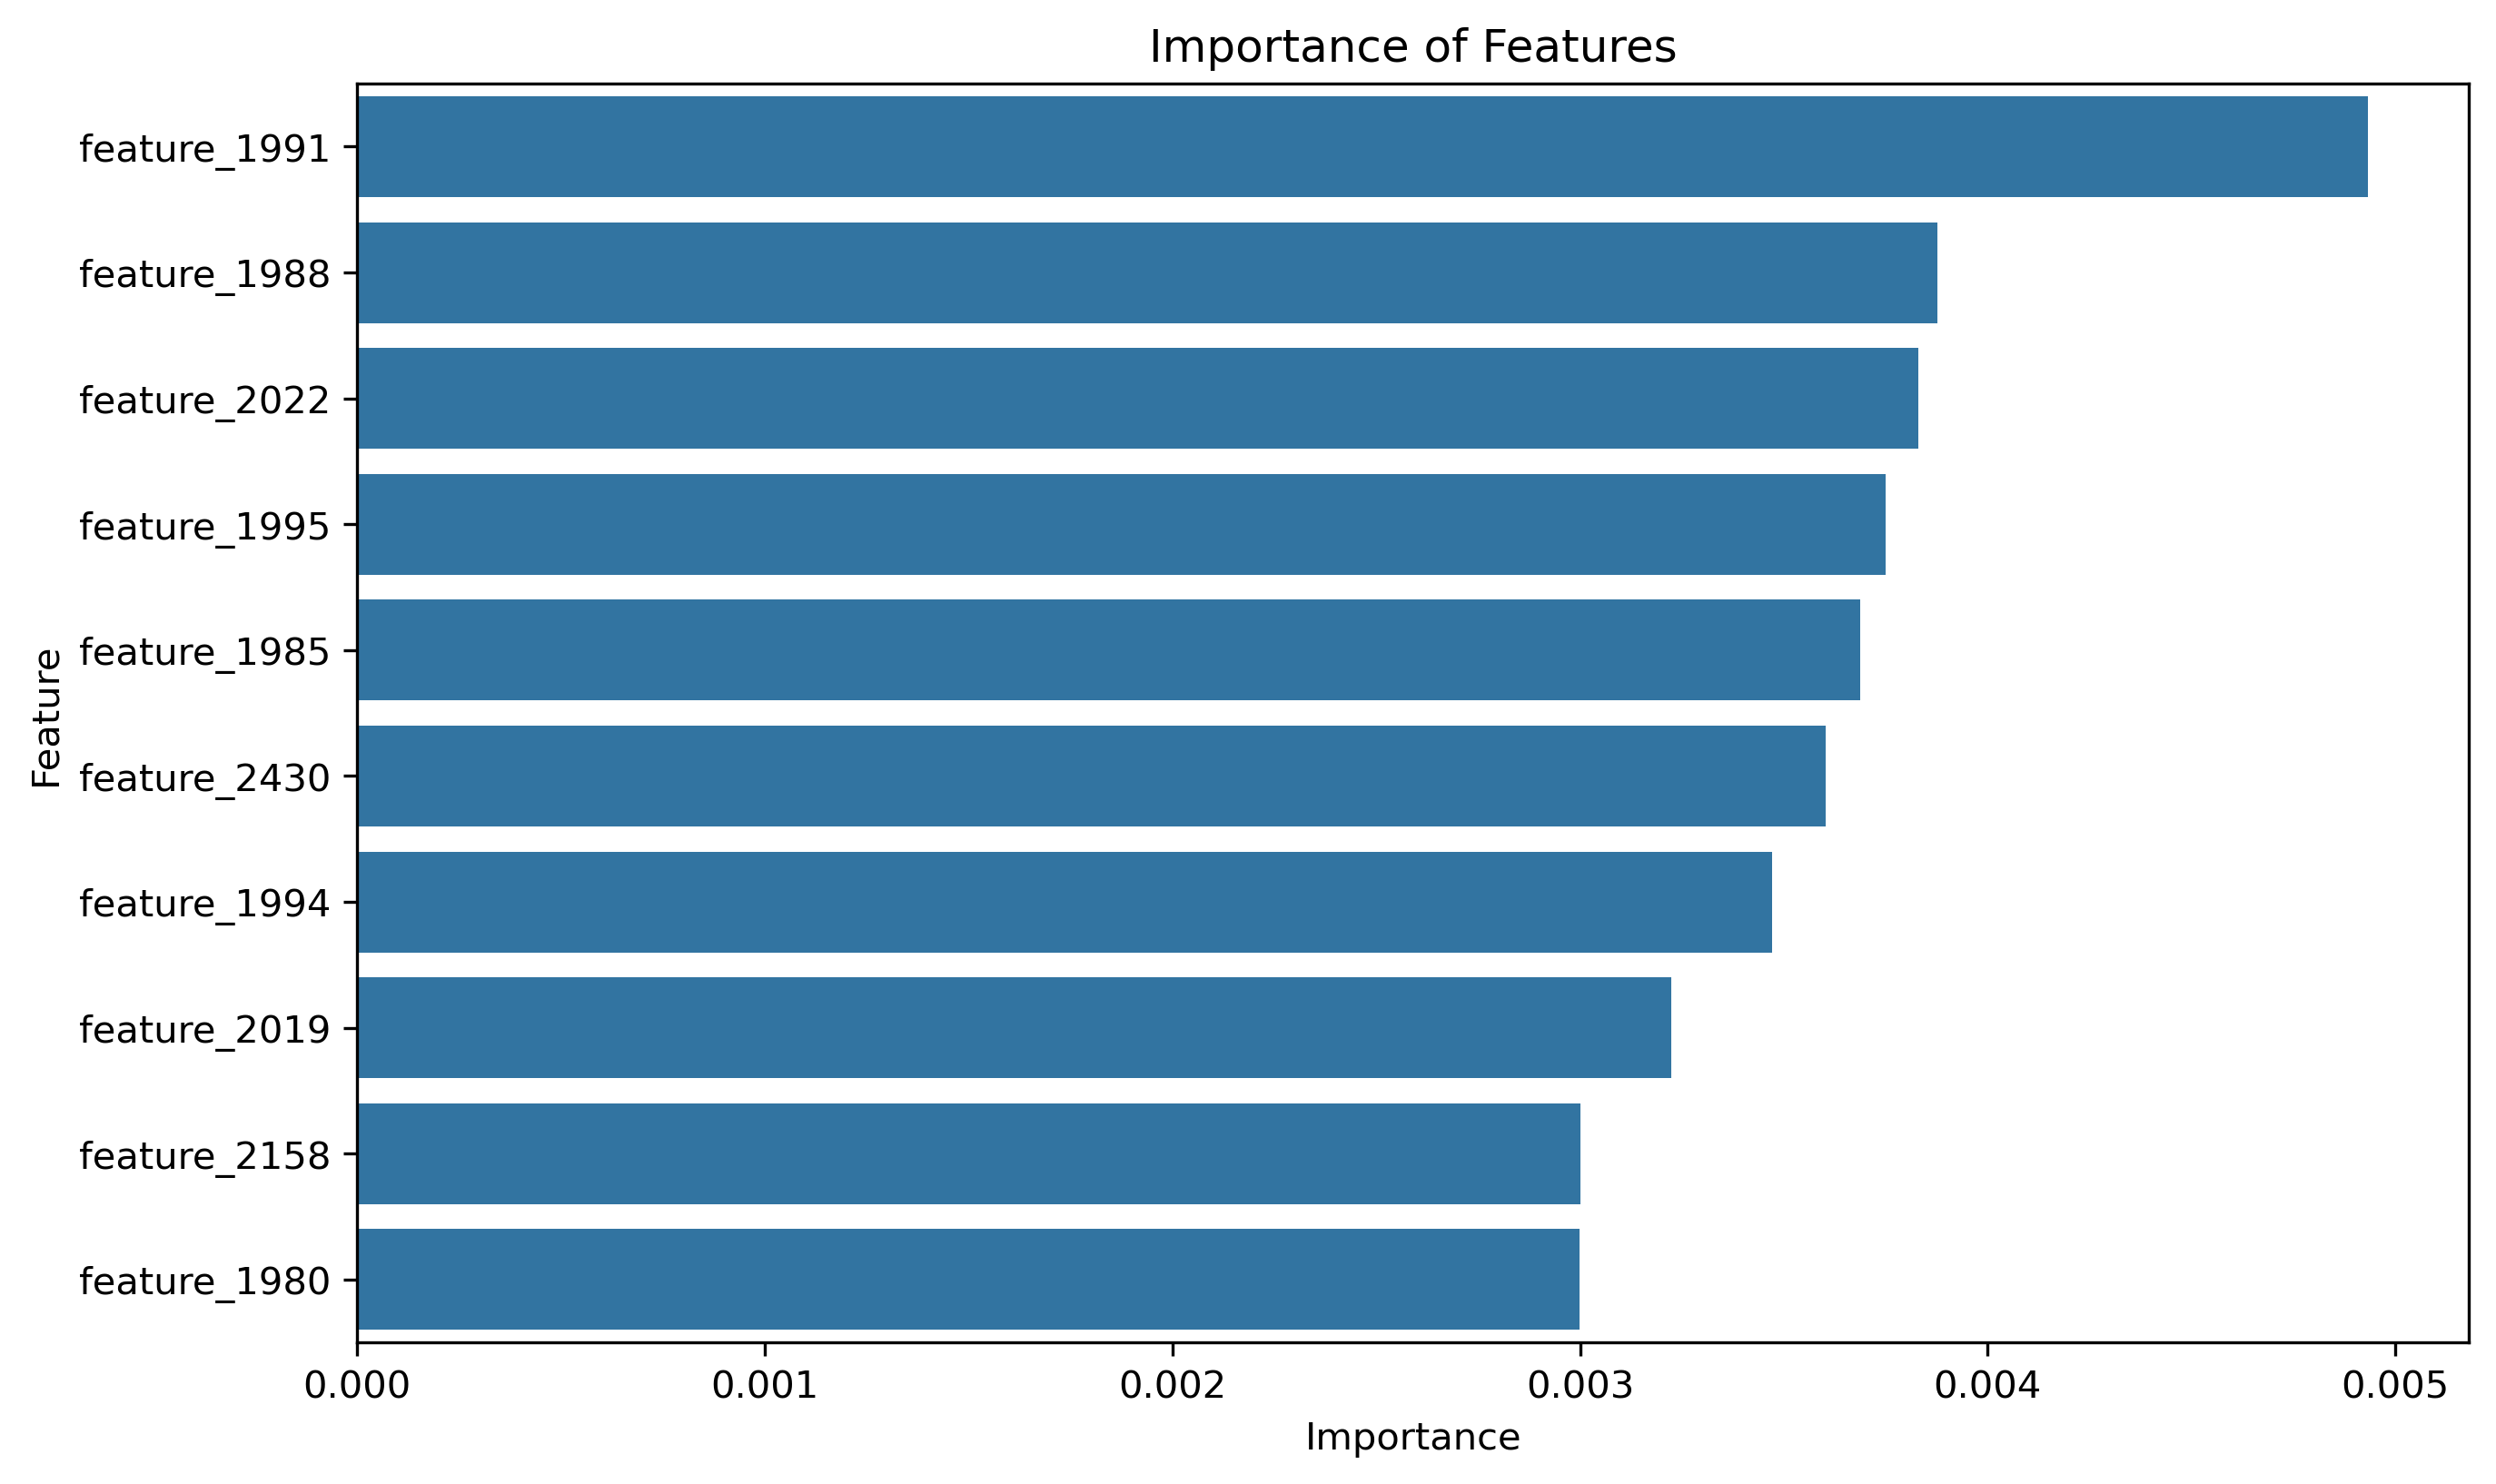 Importance of Features
Feature
feature_1991
feature_1988
feature_2022
feature_1995
feature_1985
feature_2430
feature_1994
feature_2019
feature_2158
feature_1980
0.000 0.001 0.002 0.003 0.004 0.005
Importance